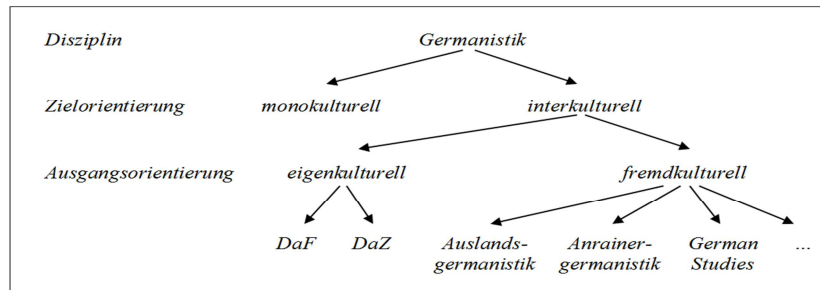 Disziplin Germanistik
Zielorientierung monokulturell interkulturell
Ausgangsorientierung eigenkulturell fremdkulturell
DaF DaZ Auslands- Anrainer- German ...
germanistik germanistik Studies